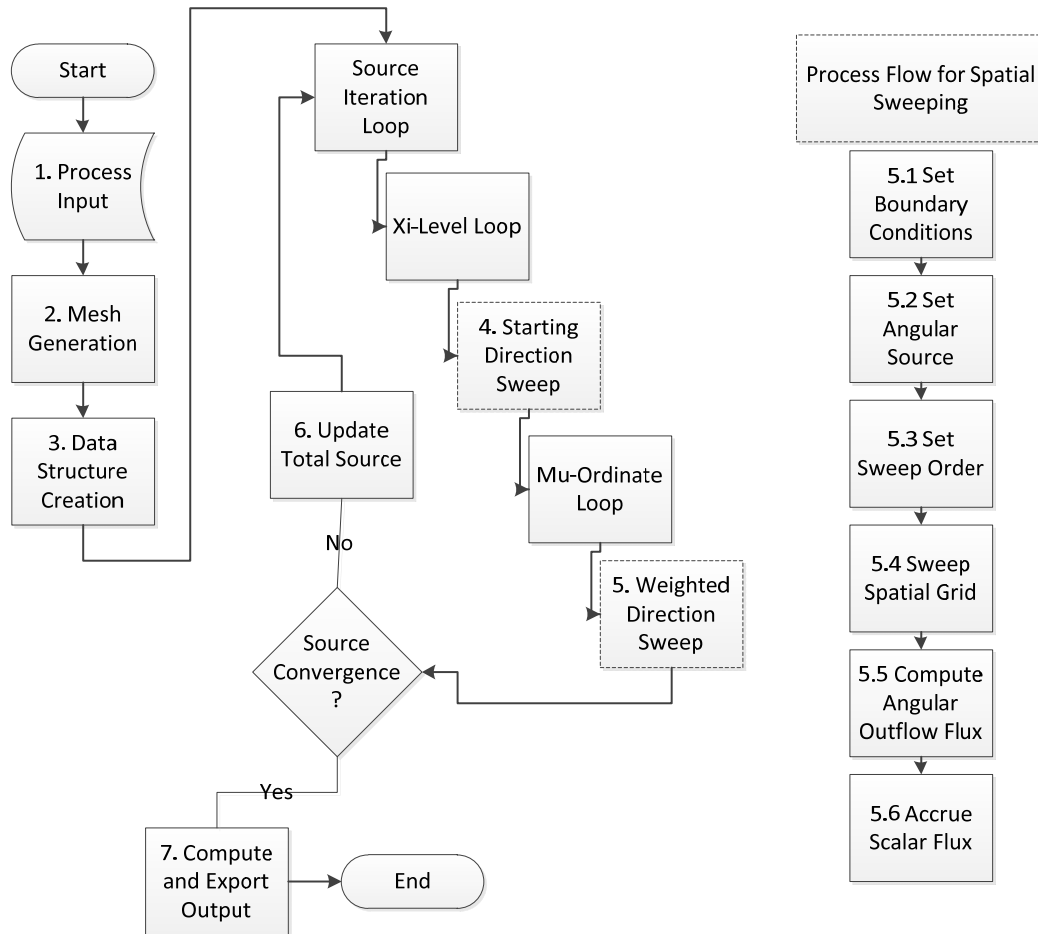 Start
1. Process
Input
2. Mesh
Generation
3. Data
Structure
Creation
Source
Iteration
Loop
Xi-Level Loop
4. Starting
Direction
Sweep
Mu-Ordinate
Loop
5. Weighted
Direction
Sweep
6. Update
Total Source
No
Source
Convergence
?
Yes
7. Compute
and Export
Output
End
Process Flow for Spatial
Sweeping
5.1 Set
Boundary
Conditions
5.2 Set
Angular
Source
5.3 Set
Sweep Order
5.4 Sweep
Spatial Grid
5.5 Compute
Angular
Outflow Flux
5.6 Accrue
Scalar Flux